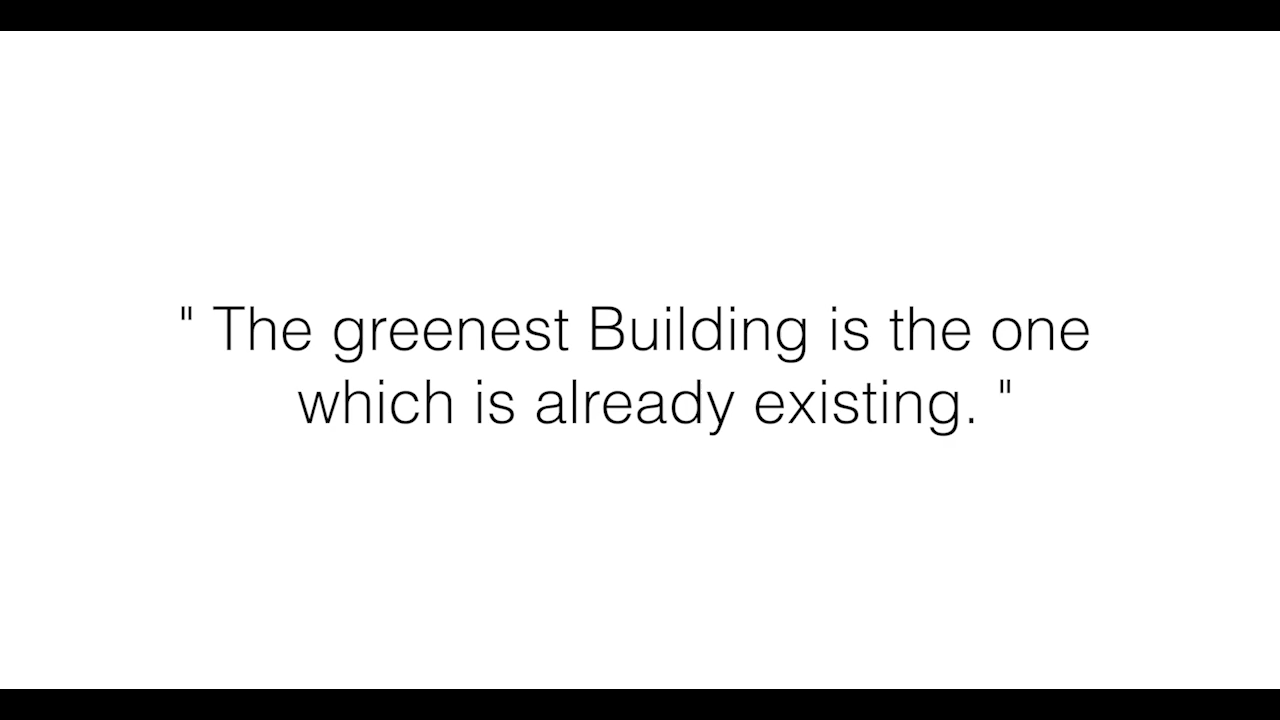 " The greenest Building is the one
which is already existing. "